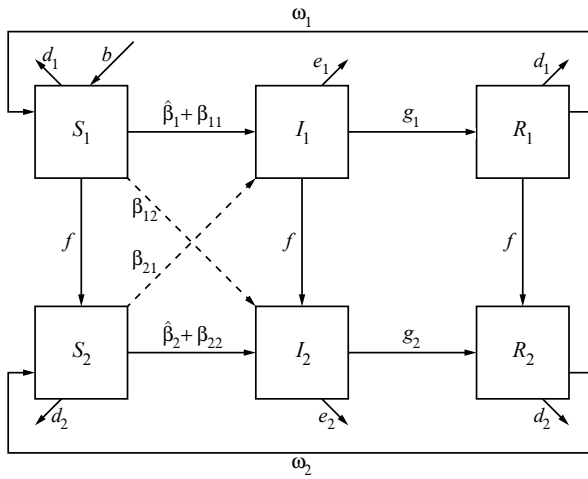 ω₁
d₁
b
e₁
d₁
S₁
β̂₁ + β₁₁
I₁
g₁
R₁
f
β₁₂
β₂₁
f
f
S₂
β̂₂ + β₂₂
I₂
g₂
R₂
d₂
e₂
d₂
ω₂